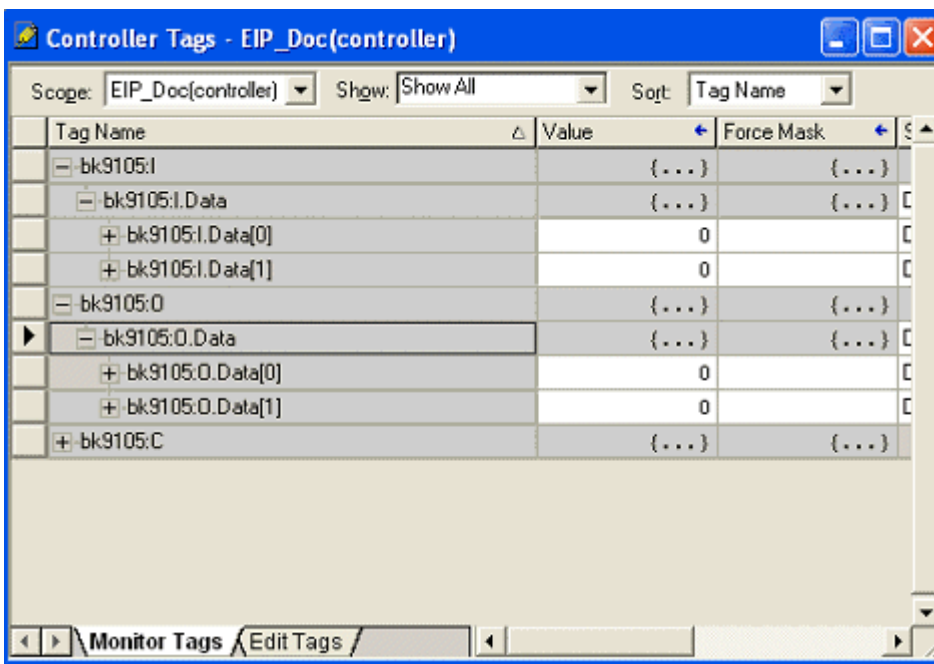 Controller Tags - EIP_Doc(controller)
Scope: EIP_Doc(controller) Show: Show All Sort: Tag Name
Tag Name Value Force Mask
bk9105:I {...} {...}
bk9105:I.Data {...} {...}
bk9105:I.Data[0] 0
bk9105:I.Data[1] 0
bk9105:O {...} {...}
bk9105:O.Data {...} {...}
bk9105:O.Data[0] 0
bk9105:O.Data[1] 0
bk9105:C {...} {...}
Monitor Tags Edit Tags